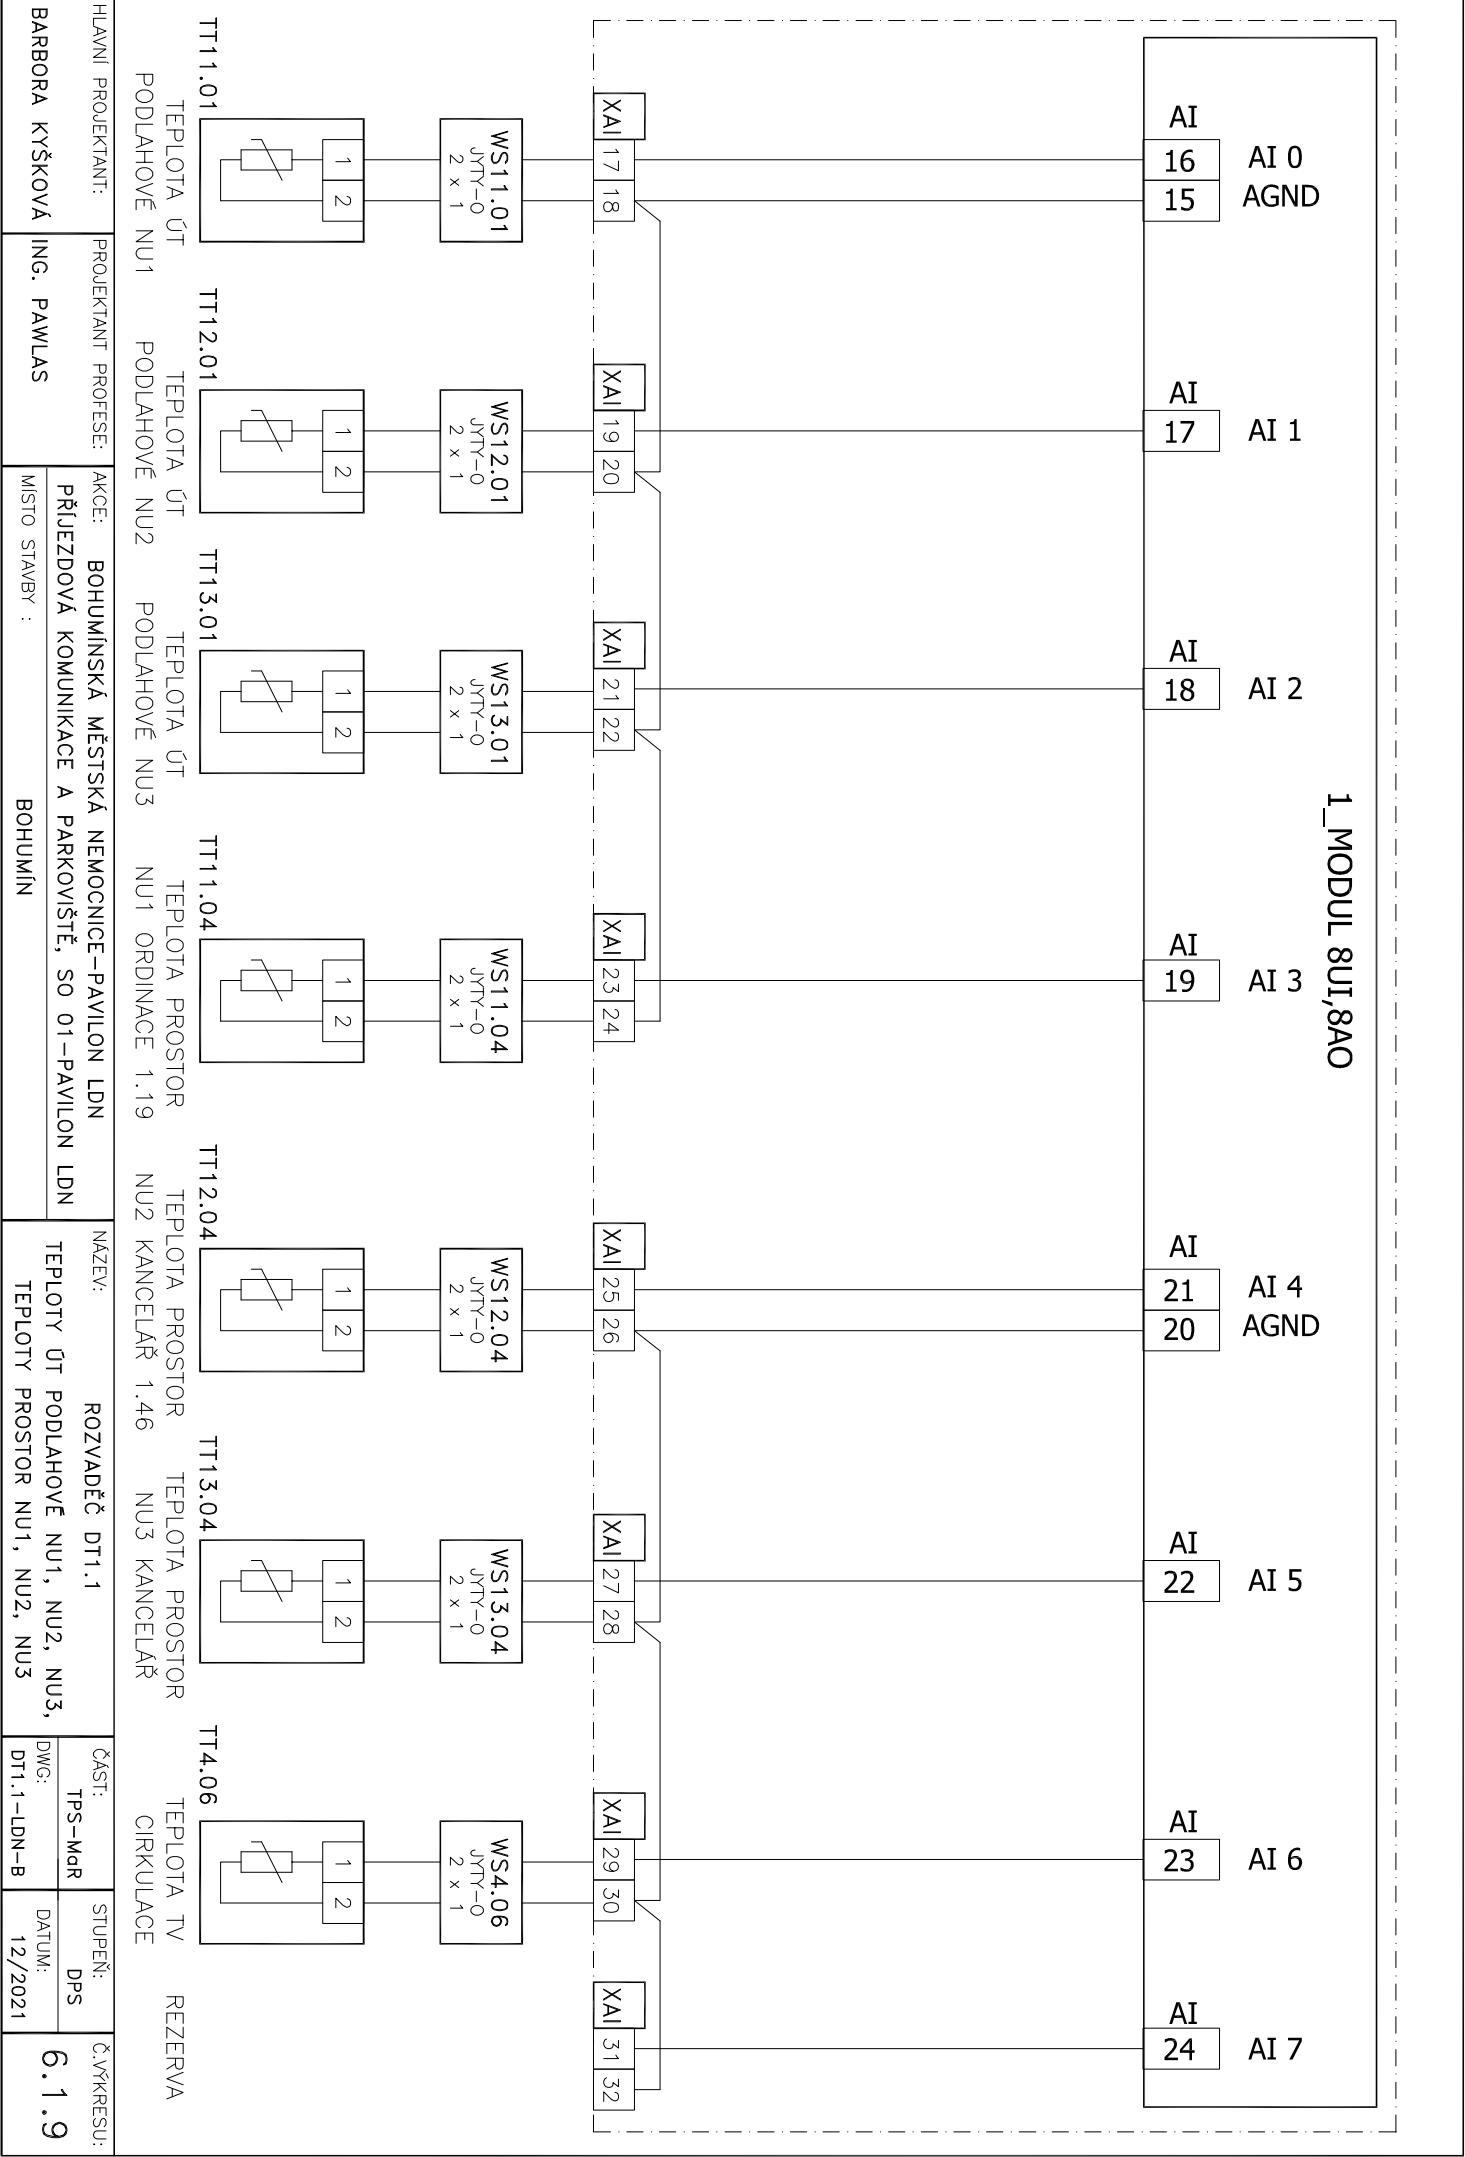 1_MODUL 8UI,8AO
AI
16
15
AI 0
AGND
AI
17
AI 1
AI
18
AI 2
AI
19
AI 3
AI
21
20
AI 4
AGND
AI
22
AI 5
AI
23
AI 6
AI
24
AI 7
XAI 17 18
XAI 19 20
XAI 21 22
XAI 23 24
XAI 25 26
XAI 27 28
XAI 29 30
XAI 31 32
WS11.01
JYTY-O
2 x 1
WS12.01
JYTY-O
2 x 1
WS13.01
JYTY-O
2 x 1
WS11.04
JYTY-O
2 x 1
WS12.04
JYTY-O
2 x 1
WS13.04
JYTY-O
2 x 1
WS4.06
JYTY-O
2 x 1
1 2
1 2
1 2
1 2
1 2
1 2
1 2
TT11.01
TEPLOTA ÚT
PODLAHOVÉ NU1
TT12.01
TEPLOTA ÚT
PODLAHOVÉ NU2
TT13.01
TEPLOTA ÚT
PODLAHOVÉ NU3
TT11.04
TEPLOTA PROSTOR
NU1 ORDINACE 1.19
TT12.04
TEPLOTA PROSTOR
NU2 KANCELÁŘ 1.46
TT13.04
TEPLOTA PROSTOR
NU3 KANCELÁŘ
TT4.06
TEPLOTA TV
CIRKULACE
REZERVA
HLAVNÍ PROJEKTANT:
BARBORA KYŠKOVÁ
PROJEKTANT PROFESE:
ING. PAWLAS
AKCE: BOHUMÍNSKÁ MĚSTSKÁ NEMOCNICE-PAVILON LDN
PŘÍJEZDOVÁ KOMUNIKACE A PARKOVIŠTĚ, SO 01-PAVILON LDN
MÍSTO STAVBY :
BOHUMÍN
NÁZEV:
ROZVADĚČ DT1.1
TEPLOTY ÚT PODLAHOVÉ NU1, NU2, NU3,
TEPLOTY PROSTOR NU1, NU2, NU3
ČÁST:
TPS-MaR
DWG:
DT1.1-LDN-B
STUPEŇ:
DPS
DATUM:
12/2021
Č.VÝKRESU:
6.1.9